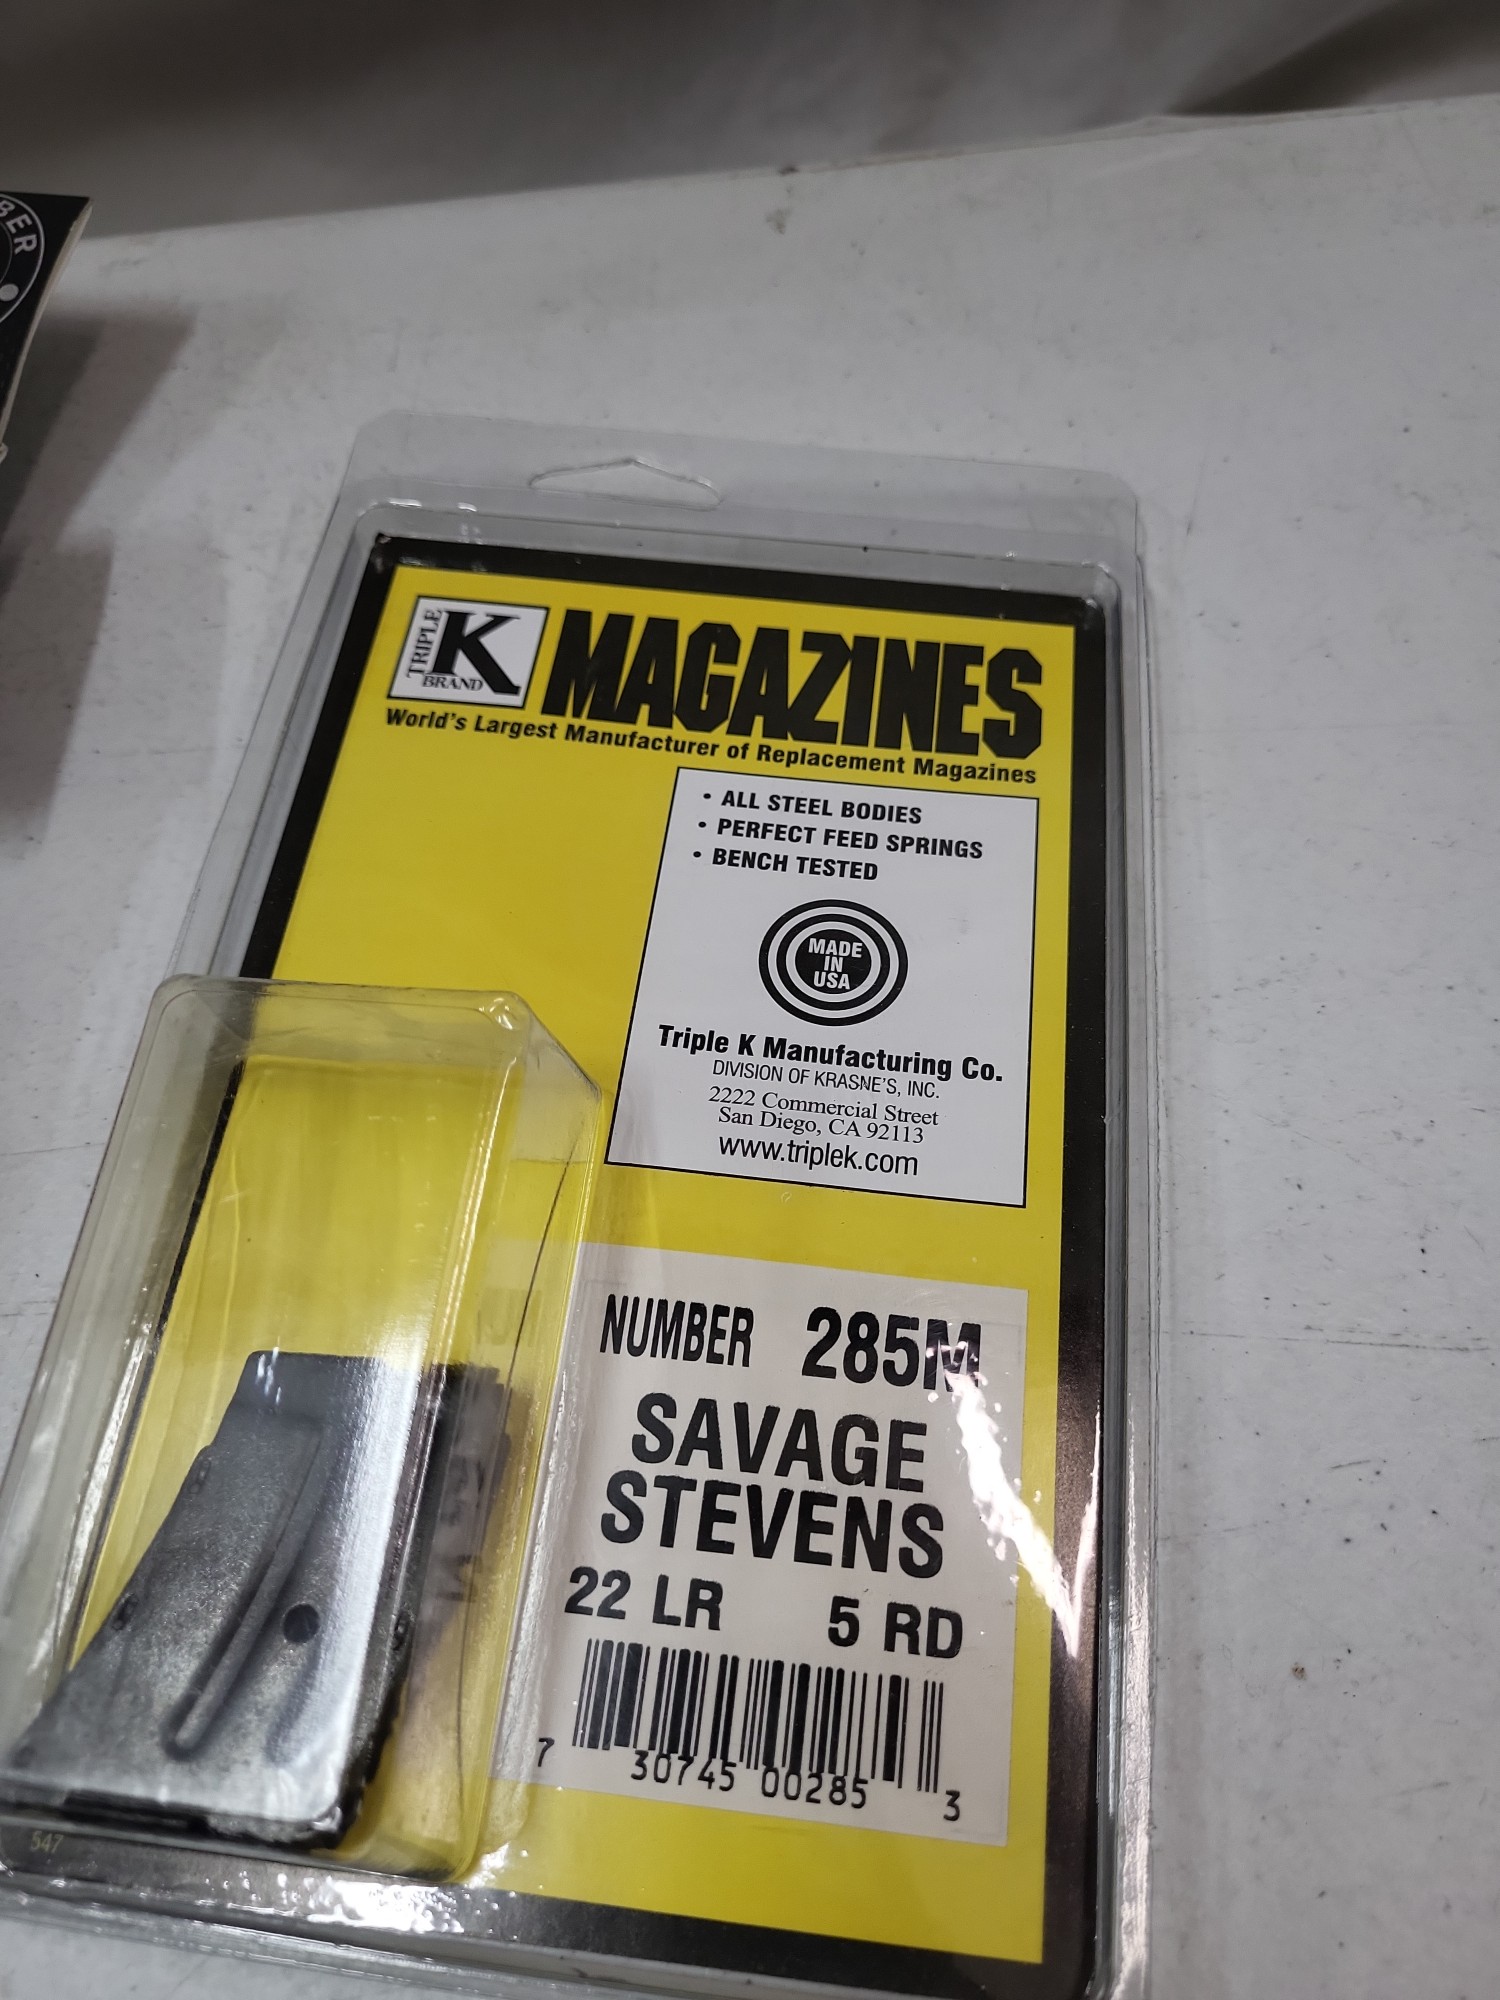 BER
TRIPLE K BRAND
MAGAZINES
World's Largest Manufacturer of Replacement Magazines
• ALL STEEL BODIES
• PERFECT FEED SPRINGS
• BENCH TESTED
MADE
IN
USA
Triple K Manufacturing Co.
DIVISION OF KRASNE'S, INC.
2222 Commercial Street
San Diego, CA 92113
www.triplek.com
NUMBER 285M
SAVAGE
STEVENS
22 LR 5 RD
7 30745 00285 3
547